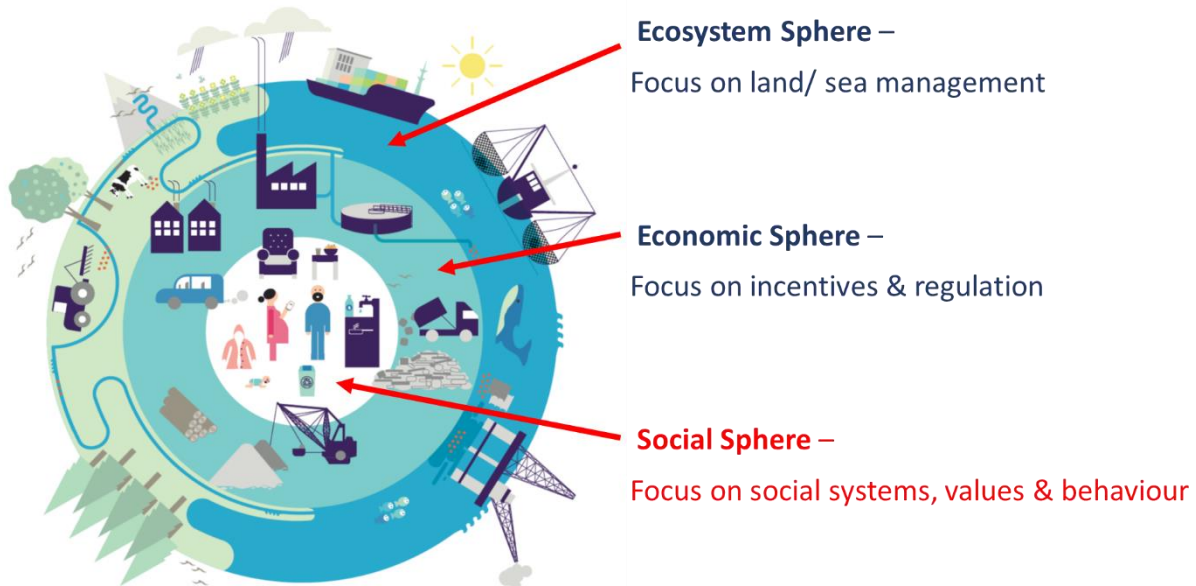 Ecosystem Sphere –
Focus on land/ sea management
Economic Sphere –
Focus on incentives & regulation
Social Sphere –
Focus on social systems, values & behaviour